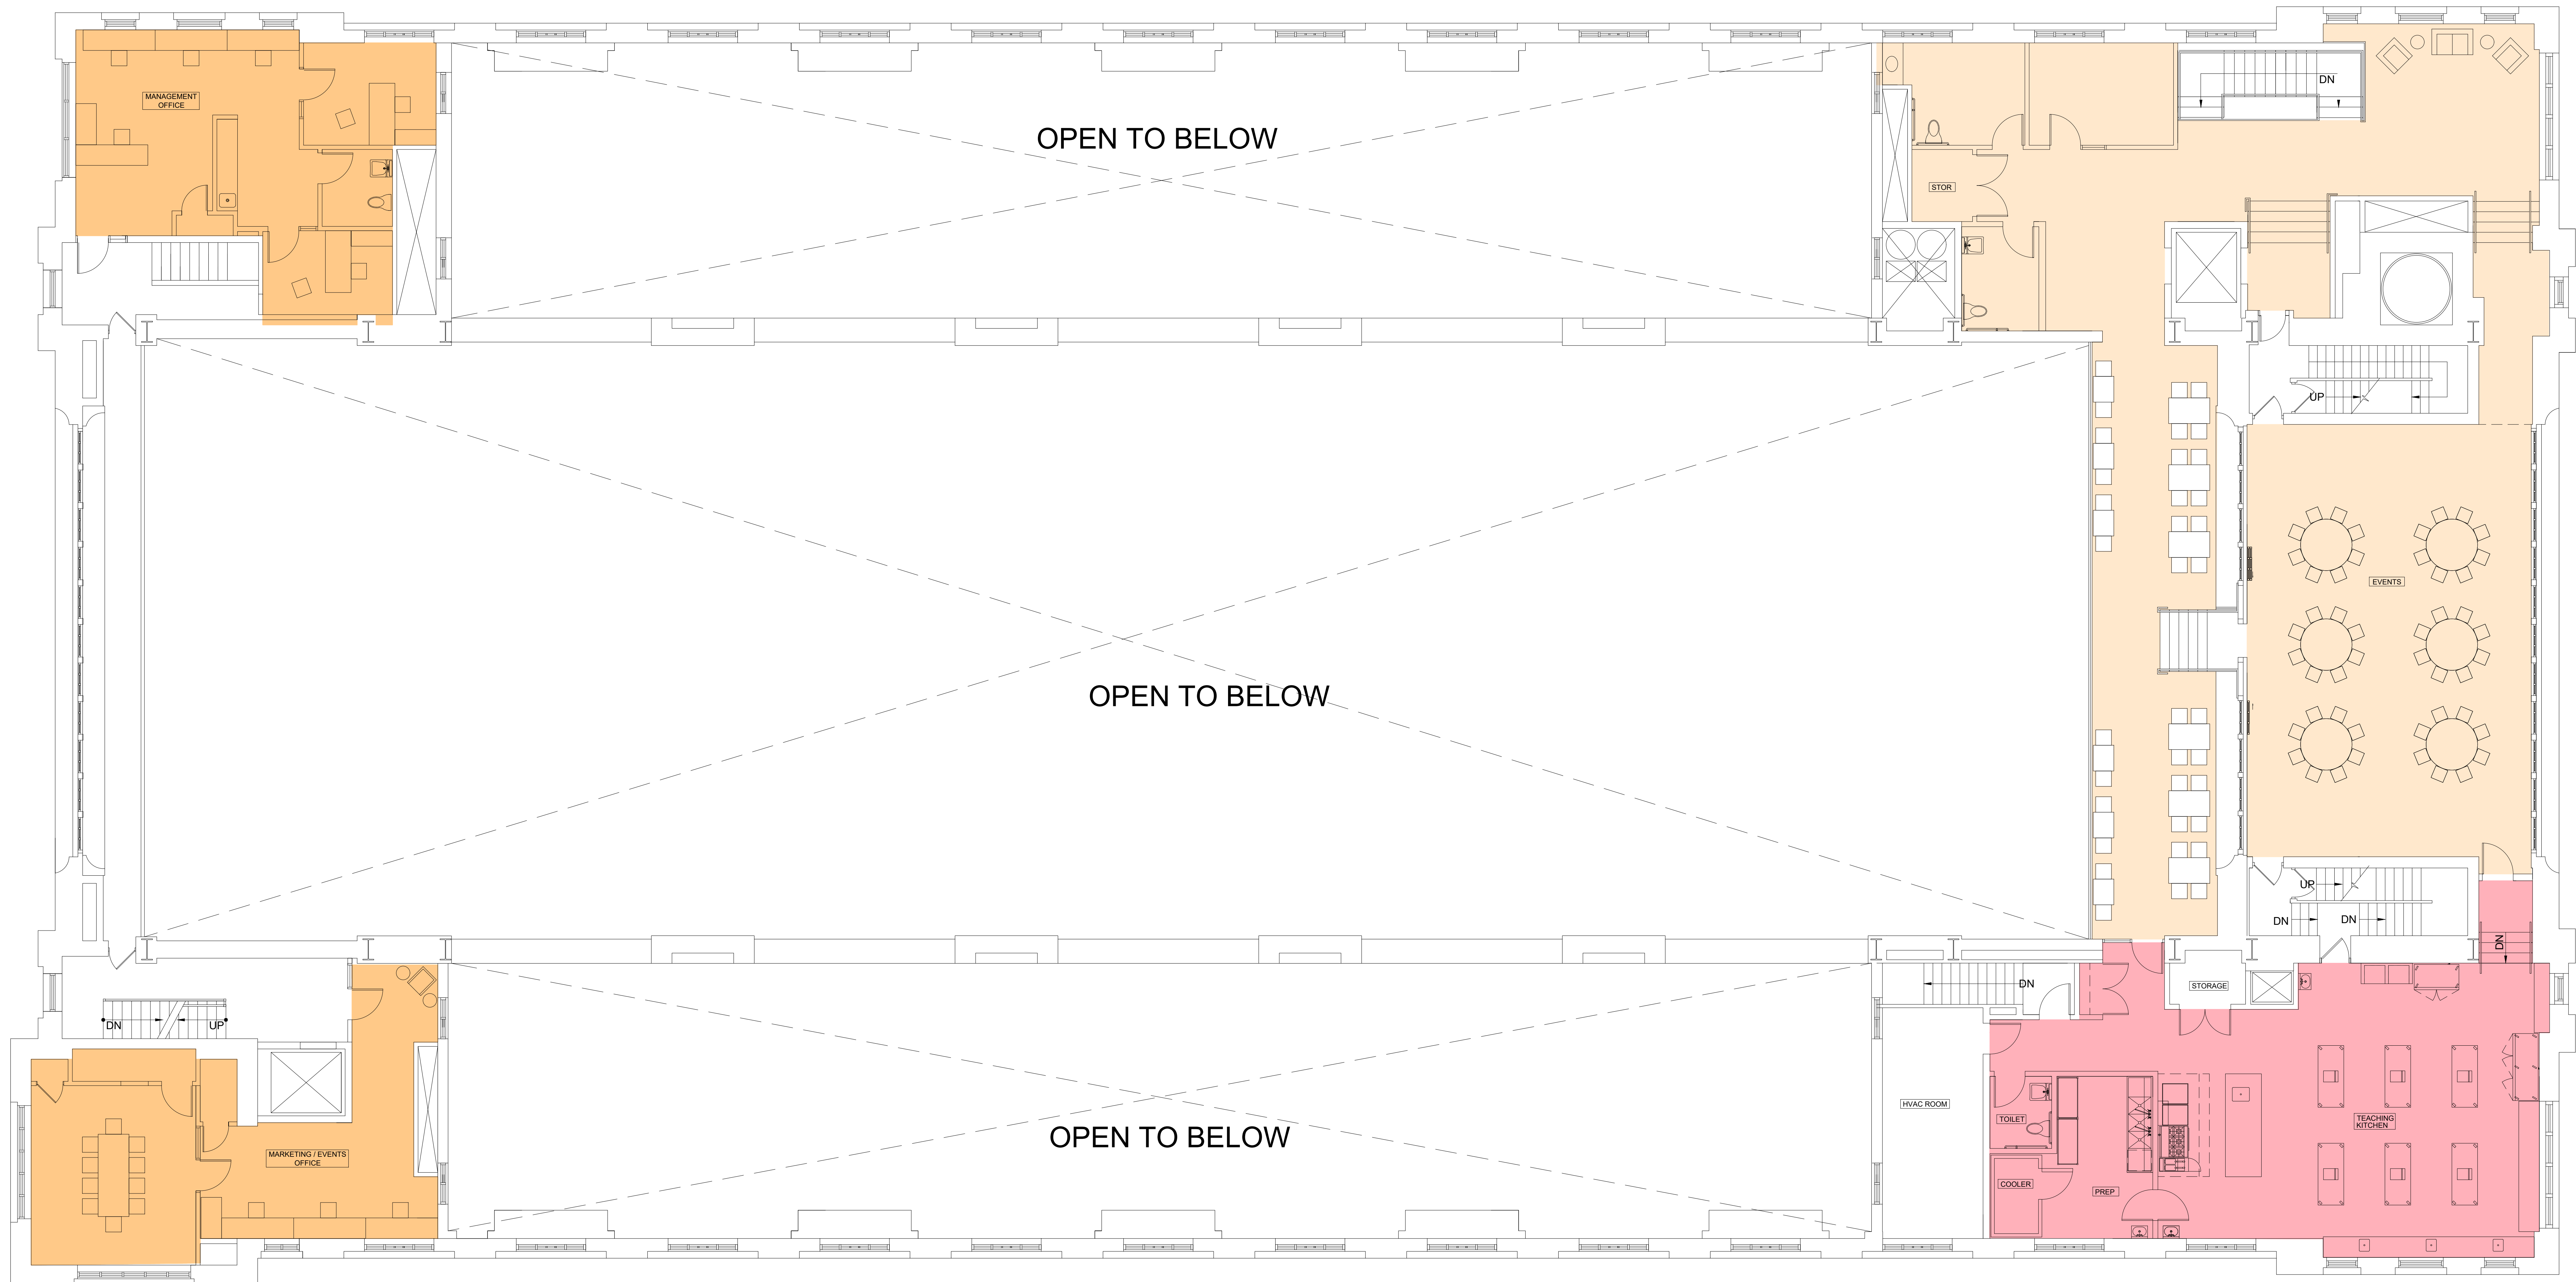 DN
MANAGEMENT
OFFICE
OPEN TO BELOW
STOR
UP
EVENTS
OPEN TO BELOW
UP
DN
DN
DN
DN
STORAGE
DN
UP
HVAC ROOM
TOILET
TEACHING
KITCHEN
OPEN TO BELOW
MARKETING / EVENTS
OFFICE
COOLER
PREP